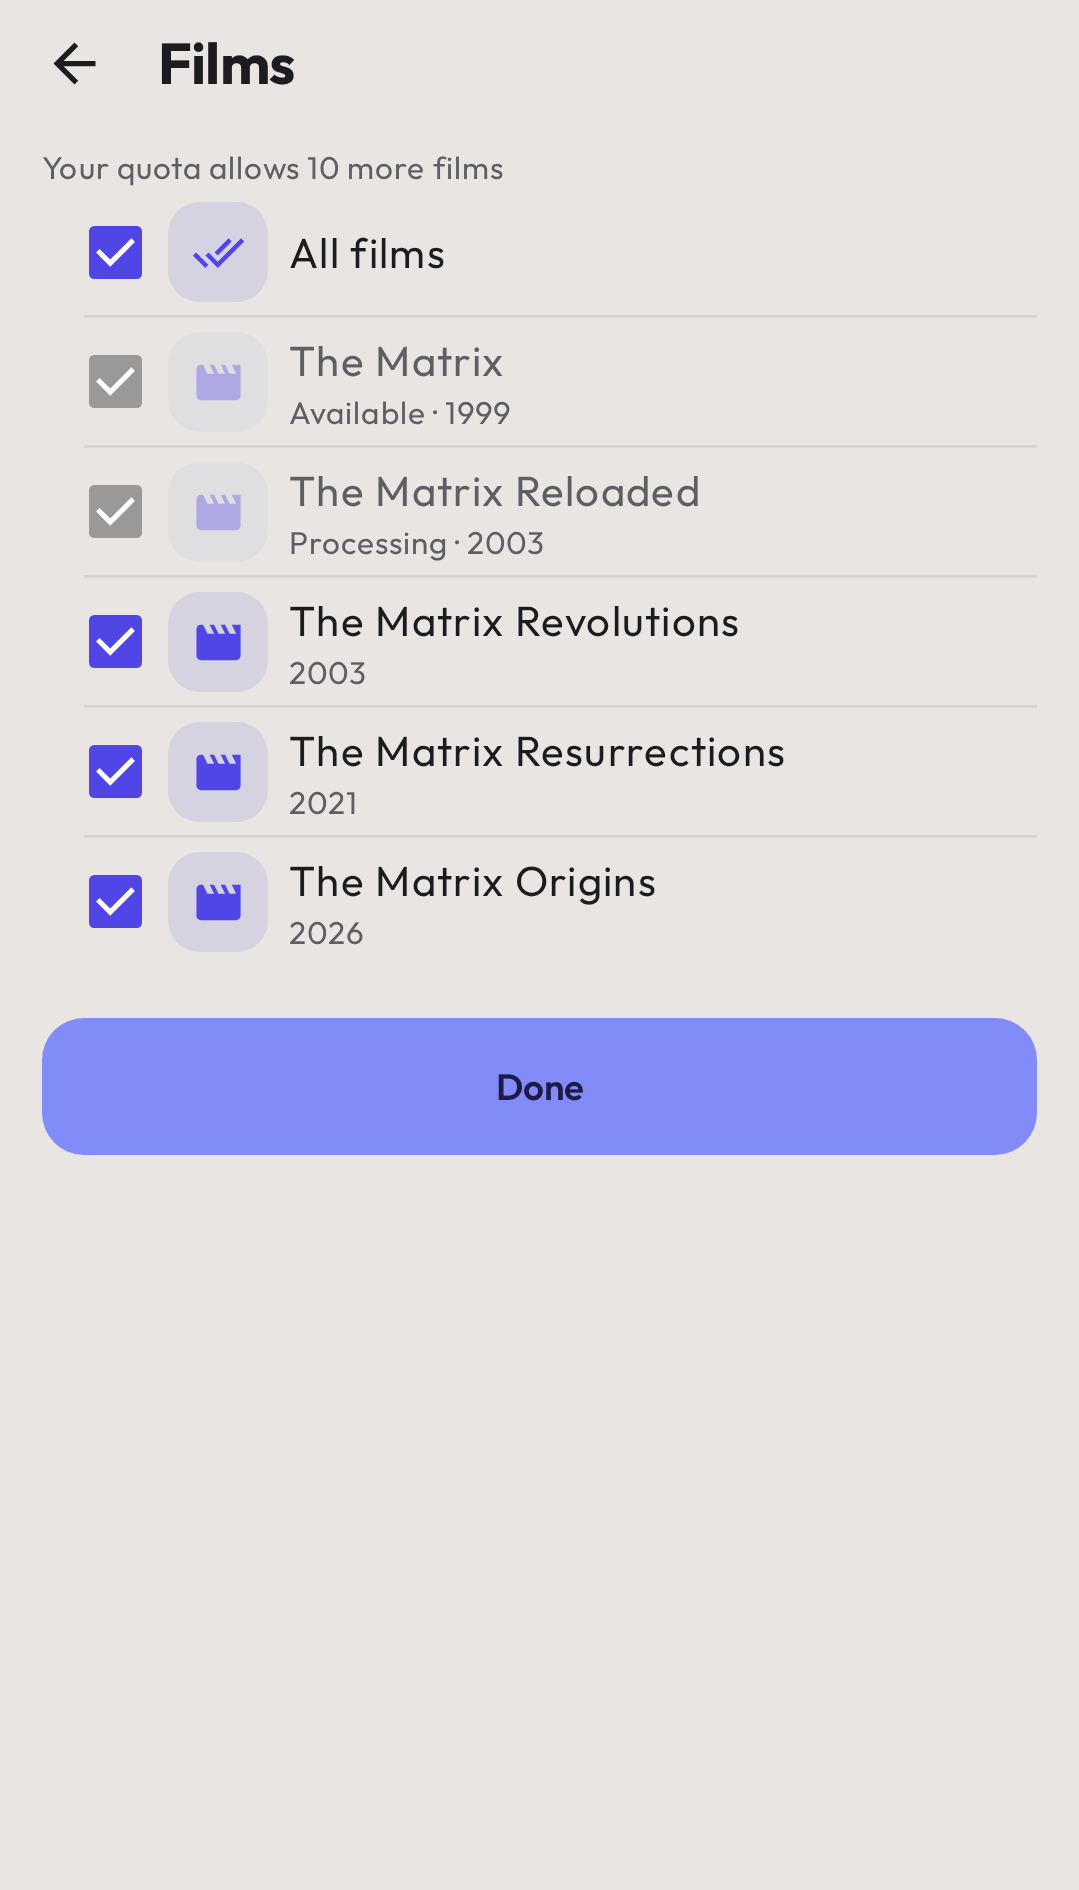 Films
Your quota allows 10 more films
All films
The Matrix
Available · 1999
The Matrix Reloaded
Processing · 2003
The Matrix Revolutions
2003
The Matrix Resurrections
2021
The Matrix Origins
2026
Done